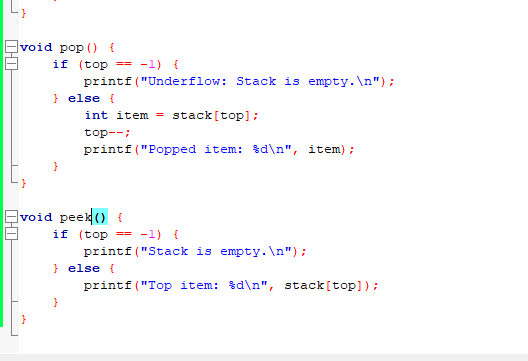 }
void pop() {
    if (top == -1) {
        printf("Underflow: Stack is empty.\n");
    } else {
        int item = stack[top];
        top--;
        printf("Popped item: %d\n", item);
    }
}
void peek() {
    if (top == -1) {
        printf("Stack is empty.\n");
    } else {
        printf("Top item: %d\n", stack[top]);
    }
}